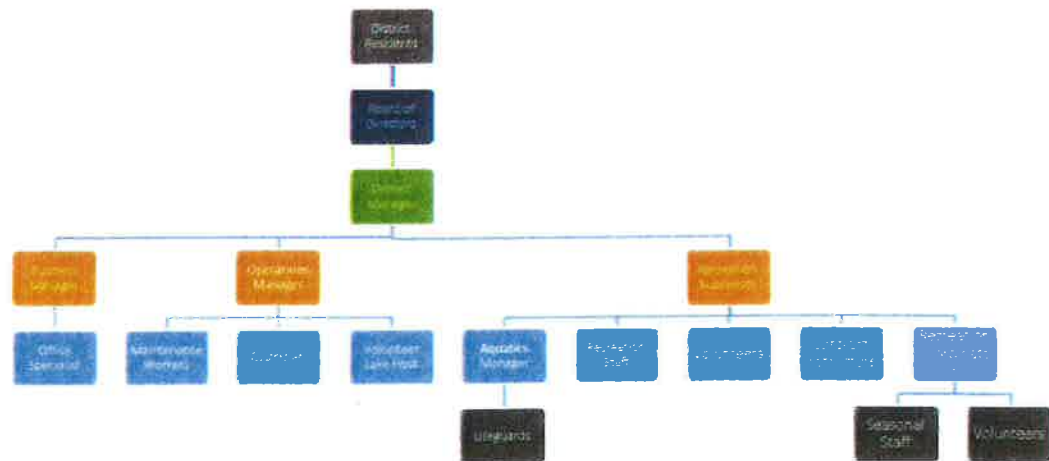 District
Residents
Board of
Directors
District
Manager
Business
Manager
Operations
Manager
Recreation
Office
Specialist
Maintenance
Workers
Volunteer
Lake Host
Aquatics
Manager
Recreation
Staff
Volunteers
Recreation
Lifeguards
Seasonal
Staff
Volunteers